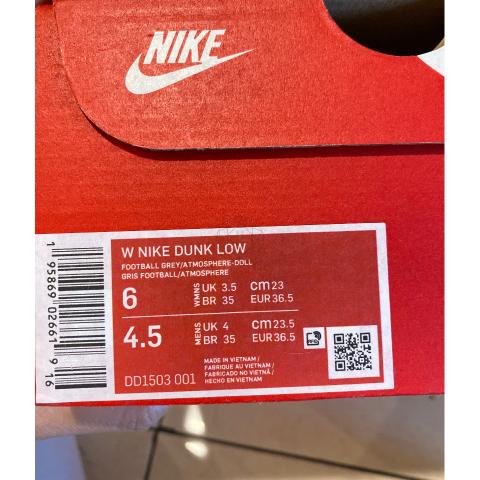 NIKE
W NIKE DUNK LOW
FOOTBALL GREY/ATMOSPHERE-DOLL
GRIS FOOTBALL/ATMOSPHERE
6 WMNS UK 3.5 cm 23
BR 35 EUR 36.5
4.5 MENS UK 4 cm 23.5
BR 35 EUR 36.5
MADE IN VIETNAM/
FABRIQUE AU VIETNAM/
FABRICADO NO VIETNÃ/
HECHO EN VIETNAM
DD1503 001
1 95869 02661 9 16